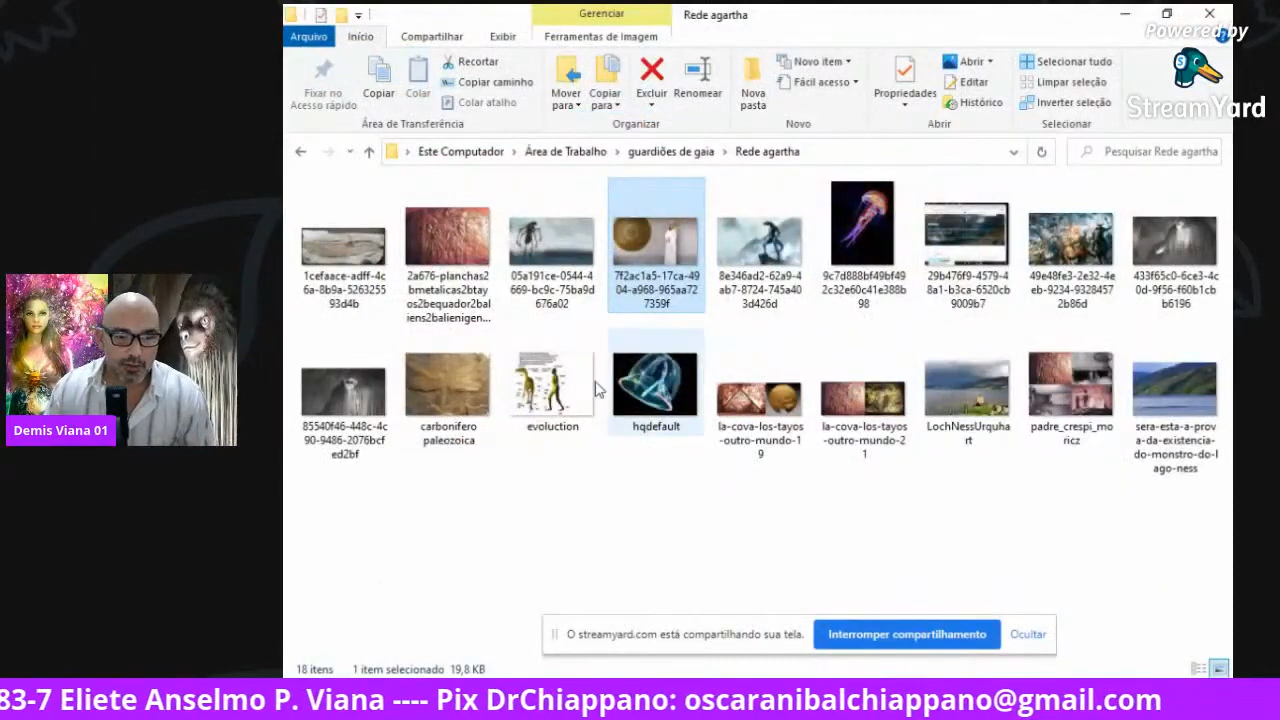 Gerenciar
Rede agartha
Powered by
StreamYard
Arquivo
Início
Compartilhar
Exibir
Ferramentas de Imagem
Fixar no
Acesso rápido
Copiar
Colar
Recortar
Copiar caminho
Colar atalho
Área de Transferência
Mover
para
Copiar
para
Excluir
Renomear
Organizar
Nova
pasta
Novo item
Fácil acesso
Novo
Propriedades
Abrir
Editar
Histórico
Abrir
Selecionar tudo
Limpar seleção
Inverter seleção
Selecionar
Este Computador
Área de Trabalho
guardiões de gaia
Rede agartha
Pesquisar Rede agartha
1cefaace-adff-4c
6a-8b9a-5263255
93d4b
2a676-planchas2
bmetalicas2btay
os2bequador2bal
iens2balienigen...
05a191ce-0544-4
669-bc9c-75ba9d
676a02
7f2ac1a5-17ca-49
04-a968-965aa72
7359f
8e346ad2-62a9-4
ab7-8724-745a40
3d426d
9c7d888bf49bf49
2c32e60c41e388b
98
29b476f9-4579-4
8a1-b3ca-6520cb
9009b7
49e48fe3-2e32-4e
eb-9234-9328457
2b86d
433f65c0-6ce3-4c
0d-9f56-f60b1cb
b6196
85540f46-448c-4c
90-9486-2076bcf
ed2bf
carbonifero
paleozoica
evoluction
hqdefault
la-cova-los-tayos
-outro-mundo-1
9
la-cova-los-tayos
-outro-mundo-2
1
LochNessUrquha
rt
padre_crespi_mo
ricz
sera-esta-a-prov
a-da-existencia-
do-monstro-do-l
ago-ness
Demis Viana 01
O streamyard.com está compartilhando sua tela.
Interromper compartilhamento
Ocultar
18 itens
1 item selecionado 19,8 KB
83-7 Eliete Anselmo P. Viana ---- Pix DrChiappano: oscaranibalchiappano@gmail.com